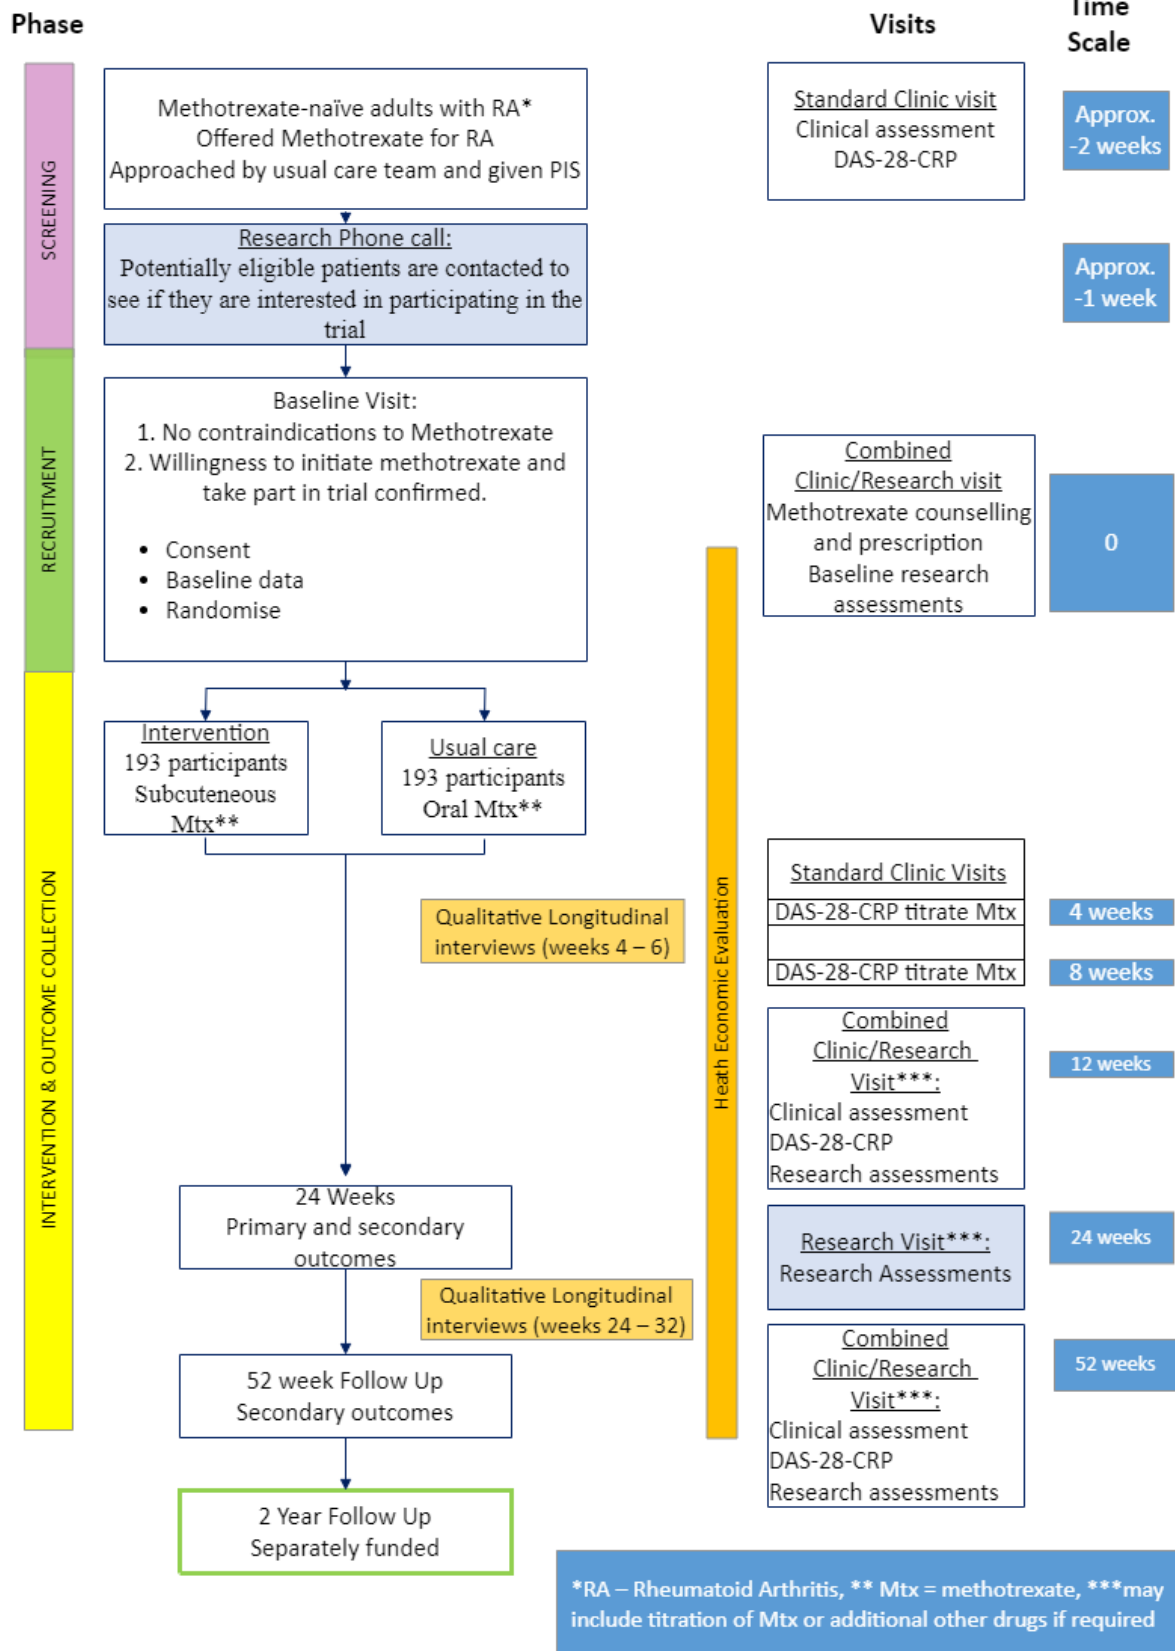 Phase
Visits
Time
Scale
SCREENING
Methotrexate-naïve adults with RA*
Offered Methotrexate for RA
Approached by usual care team and given PIS
Standard Clinic visit
Clinical assessment
DAS-28-CRP
Approx.
-2 weeks
Research Phone call:
Potentially eligible patients are contacted to
see if they are interested in participating in the
trial
Approx.
-1 week
RECRUITMENT
Baseline Visit:
1. No contraindications to Methotrexate
2. Willingness to initiate methotrexate and
take part in trial confirmed.
• Consent
• Baseline data
• Randomise
Combined
Clinic/Research visit
Methotrexate counselling
and prescription
Baseline research
assessments
0
INTERVENTION & OUTCOME COLLECTION
Intervention
193 participants
Subcuteneous
Mtx**
Usual care
193 participants
Oral Mtx**
Heath Economic Evaluation
Qualitative Longitudinal
interviews (weeks 4 – 6)
Standard Clinic Visits
DAS-28-CRP titrate Mtx
4 weeks
DAS-28-CRP titrate Mtx
8 weeks
Combined
Clinic/Research
Visit***:
Clinical assessment
DAS-28-CRP
Research assessments
12 weeks
24 Weeks
Primary and secondary
outcomes
Research Visit***:
Research Assessments
24 weeks
Qualitative Longitudinal
interviews (weeks 24 – 32)
52 week Follow Up
Secondary outcomes
Combined
Clinic/Research
Visit***:
Clinical assessment
DAS-28-CRP
Research assessments
52 weeks
2 Year Follow Up
Separately funded
*RA – Rheumatoid Arthritis, ** Mtx = methotrexate, ***may
include titration of Mtx or additional other drugs if required